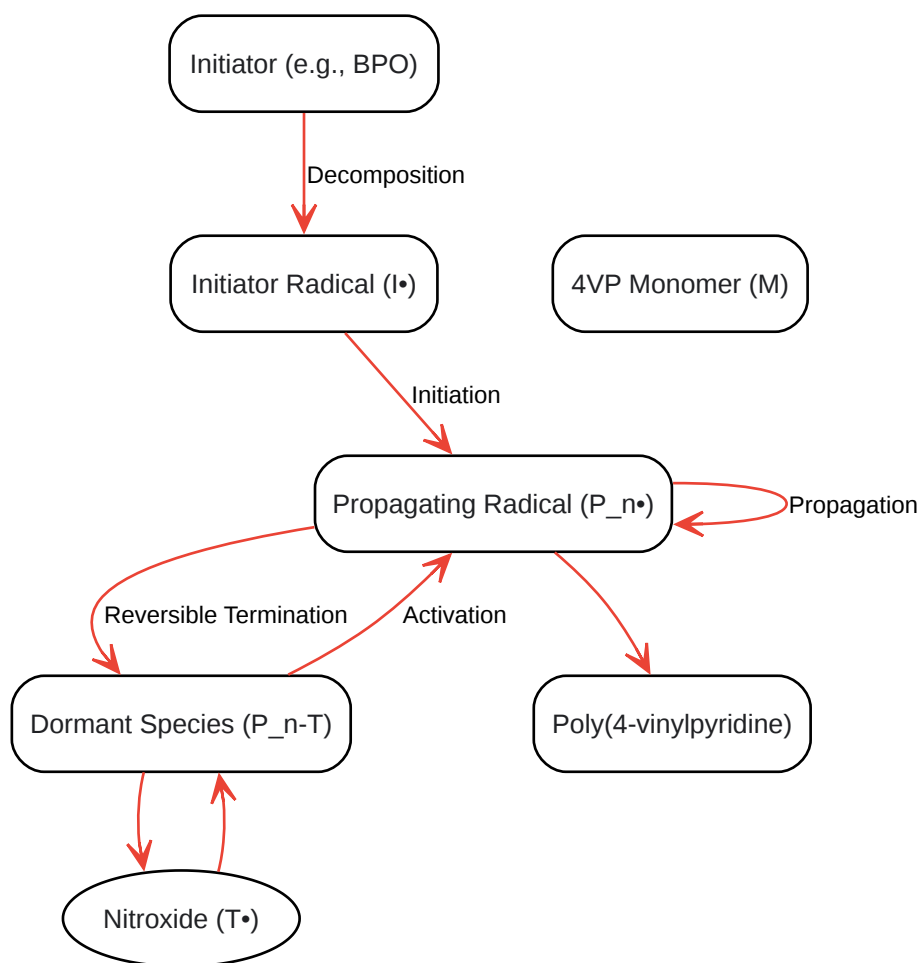 Initiator (e.g., BPO)
Decomposition
Initiator Radical (I•)
4VP Monomer (M)
Initiation
Propagating Radical (P_n•)
Propagation
Reversible Termination
Activation
Dormant Species (P_n-T)
Poly(4-vinylpyridine)
Nitroxide (T•)